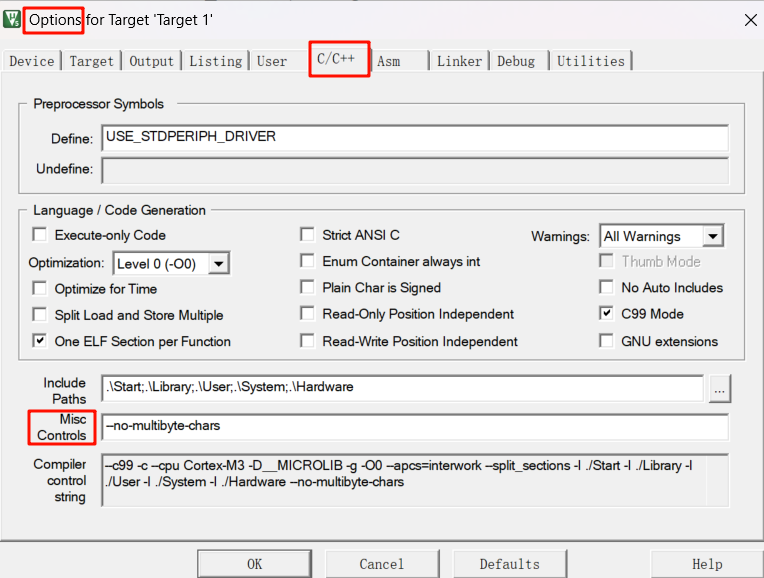 Options for Target 'Target 1'
Device Target Output Listing User C/C++ Asm Linker Debug Utilities
Preprocessor Symbols
Define: USE_STDPERIPH_DRIVER
Undefine:
Language / Code Generation
Execute-only Code Strict ANSI C Warnings: All Warnings
Optimization: Level 0 (-O0) Enum Container always int Thumb Mode
Optimize for Time Plain Char is Signed No Auto Includes
Split Load and Store Multiple Read-Only Position Independent C99 Mode
One ELF Section per Function Read-Write Position Independent GNU extensions
Include Paths .\Start;.\Library;.\User;.\System;.\Hardware ...
Misc Controls --no-multibyte-chars
Compiler control string --c99 -c --cpu Cortex-M3 -D__MICROLIB -g -O0 --apcs=interwork --split_sections -I ./Start -I ./Library -I
./User -I ./System -I ./Hardware --no-multibyte-chars
OK Cancel Defaults Help